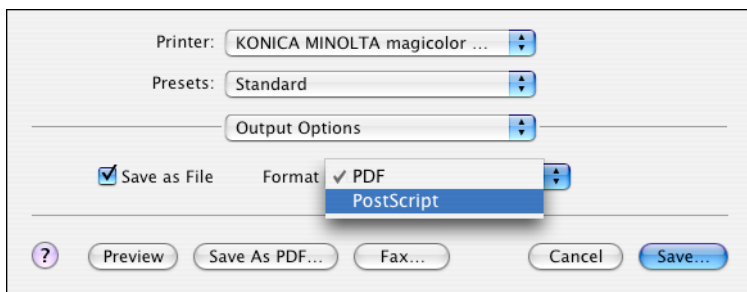 Printer: KONICA MINOLTA magicolor ...
Presets: Standard
Output Options
Save as File Format ✓ PDF
PostScript
? Preview Save As PDF... Fax... Cancel Save...